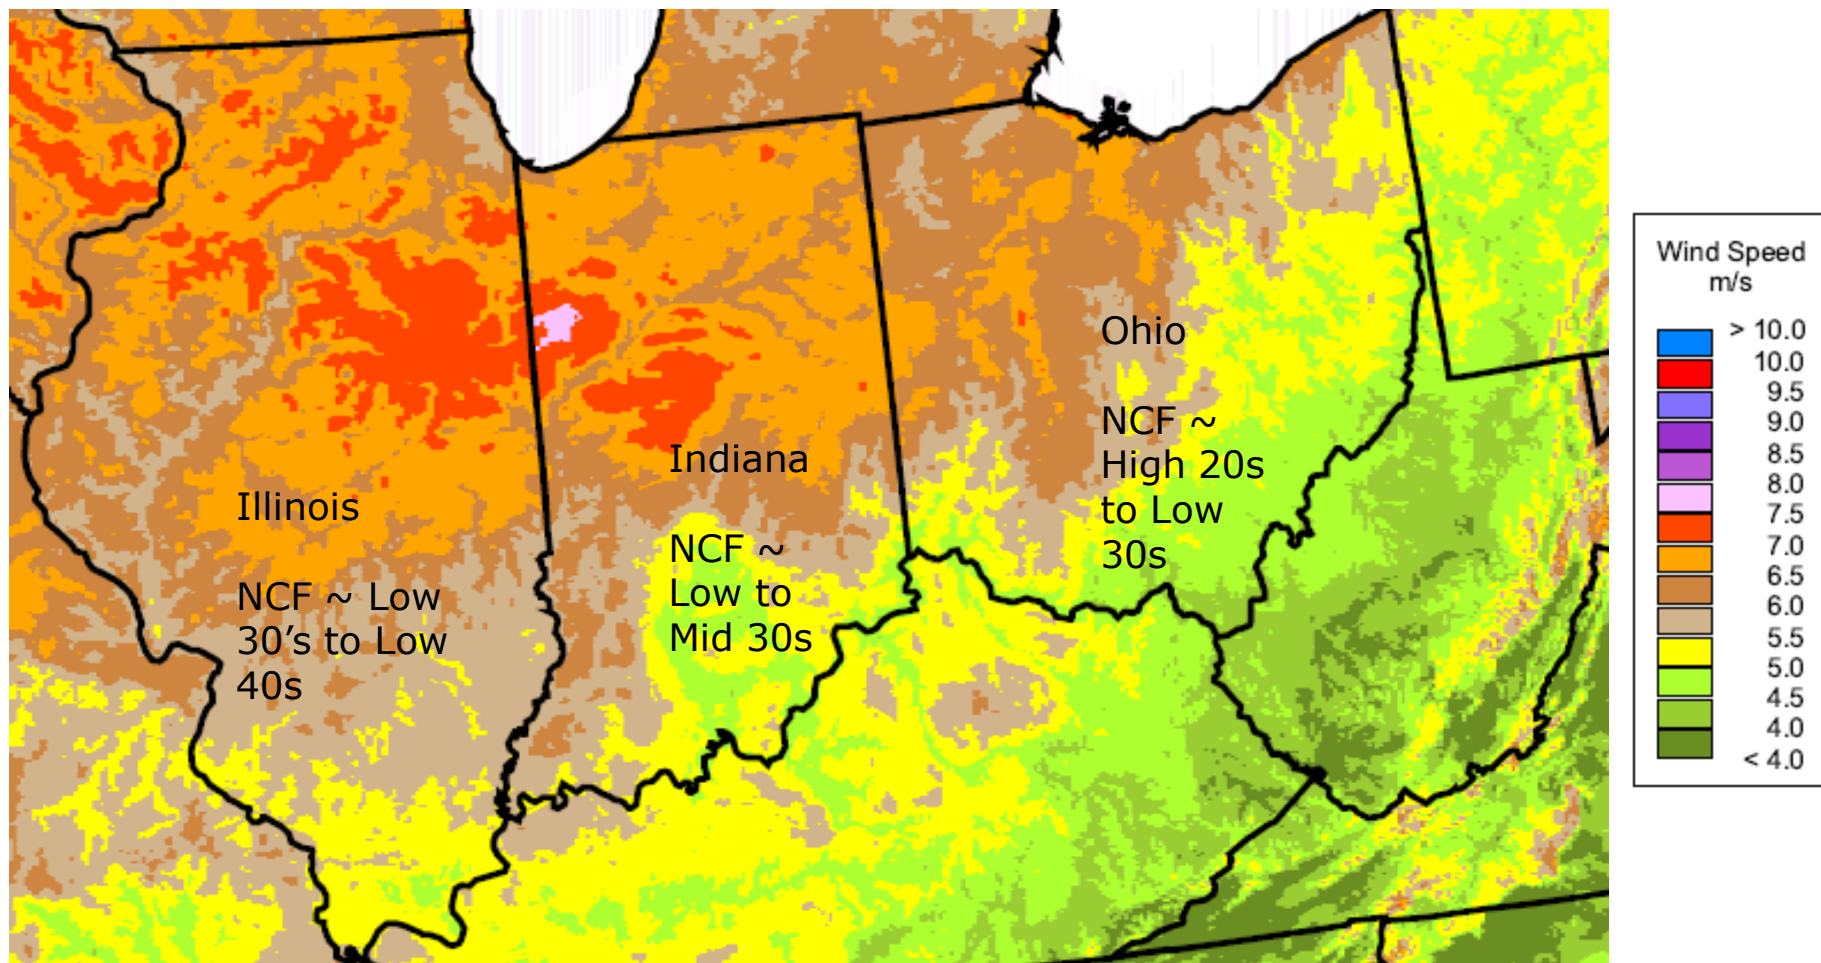 Illinois
NCF ~ Low
30’s to Low
40s
Indiana
NCF ~
Low to
Mid 30s
Ohio
NCF ~
High 20s
to Low
30s
Wind Speed
m/s
> 10.0
10.0
9.5
9.0
8.5
8.0
7.5
7.0
6.5
6.0
5.5
5.0
4.5
4.0
< 4.0